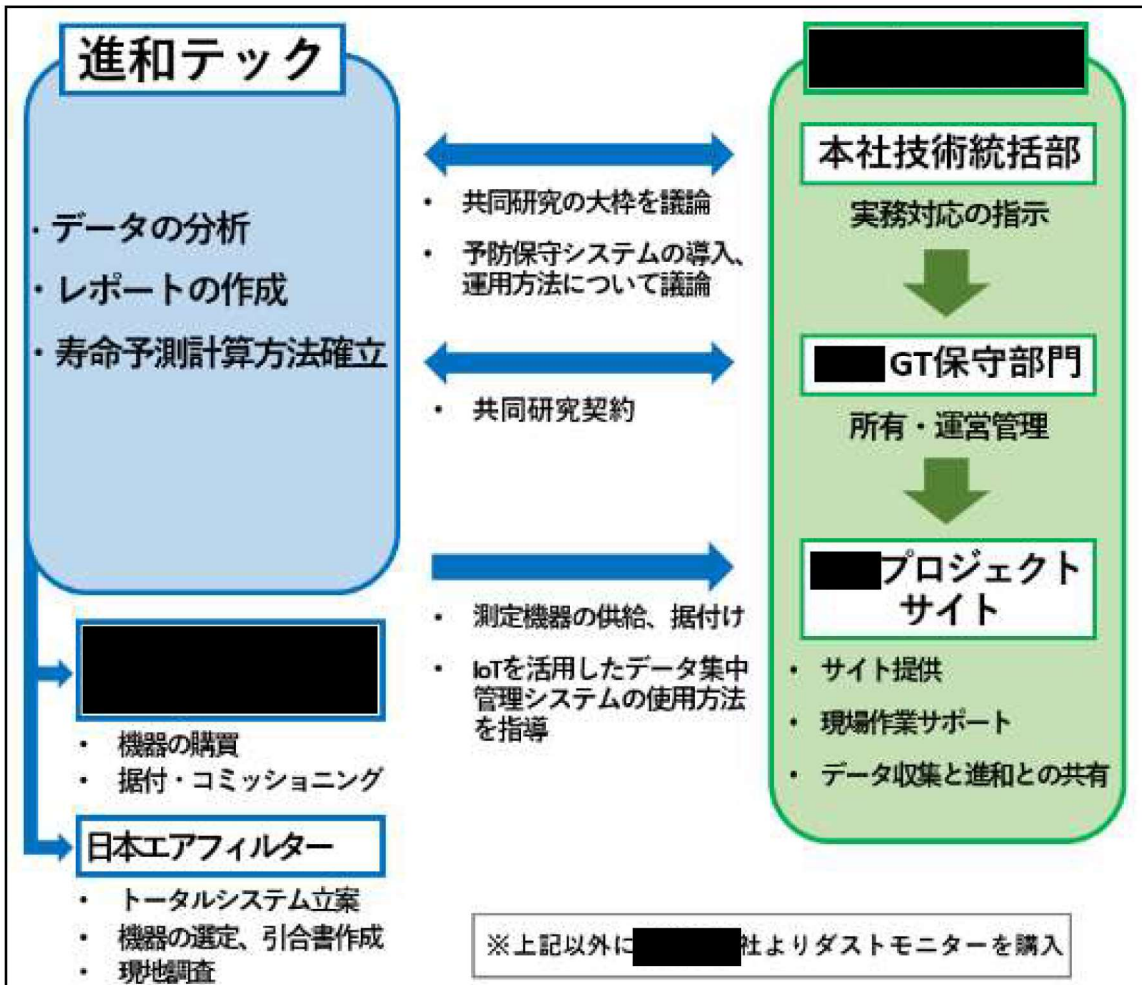 進和テック
・データの分析
・レポートの作成
・寿命予測計算方法確立
・機器の購買
・据付・コミッショニング
日本エアフィルター
・トータルシステム立案
・機器の選定、引合書作成
・現地調査
・共同研究の大枠を議論
・予防保守システムの導入、
運用方法について議論
・共同研究契約
・測定機器の供給、据付け
・IoTを活用したデータ集中
管理システムの使用方法
を指導
本社技術統括部
実務対応の指示
GT保守部門
所有・運営管理
プロジェクト
サイト
・サイト提供
・現場作業サポート
・データ収集と進和との共有
※上記以外に 社よりダストモニターを購入